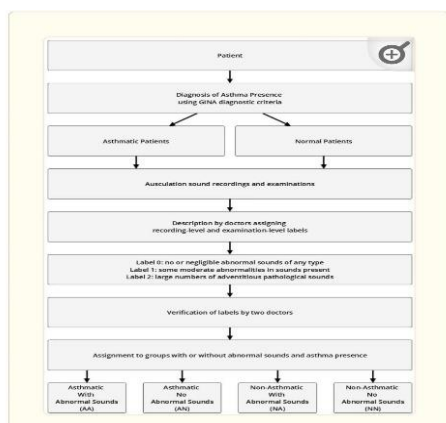 Patient
Diagnosis of Asthma Presence
using GINA diagnostic criteria
Asthmatic Patients
Normal Patients
Ausculation sound recordings and examinations
Description by doctors assigning
recording-level and examination-level labels
Label 0: no or negligible abnormal sounds of any type
Label 1: some moderate abnormalities in sounds present
Label 2: large numbers of adventitious pathological sounds
Verification of labels by two doctors
Assignment to groups with or without abnormal sounds and asthma presence
Asthmatic
With
Abnormal Sounds
(AA)
Asthmatic
No
Abnormal Sounds
(AN)
Non-Asthmatic
With
Abnormal Sounds
(NA)
Non-Asthmatic
No
Abnormal Sounds
(NN)